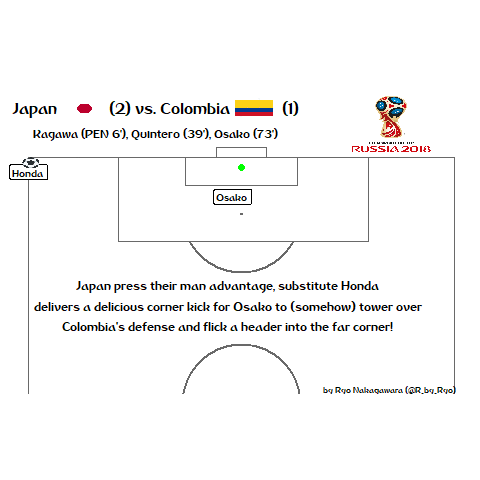 Japan (2) vs. Colombia (1)
Kagawa (PEN 6'), Quintero (39'), Osako (73')
RUSSIA 2018
Honda
Osako
Japan press their man advantage, substitute Honda
delivers a delicious corner kick for Osako to (somehow) tower over
Colombia's defense and flick a header into the far corner!
by Ryo Nakagawara (@R_by_Ryo)